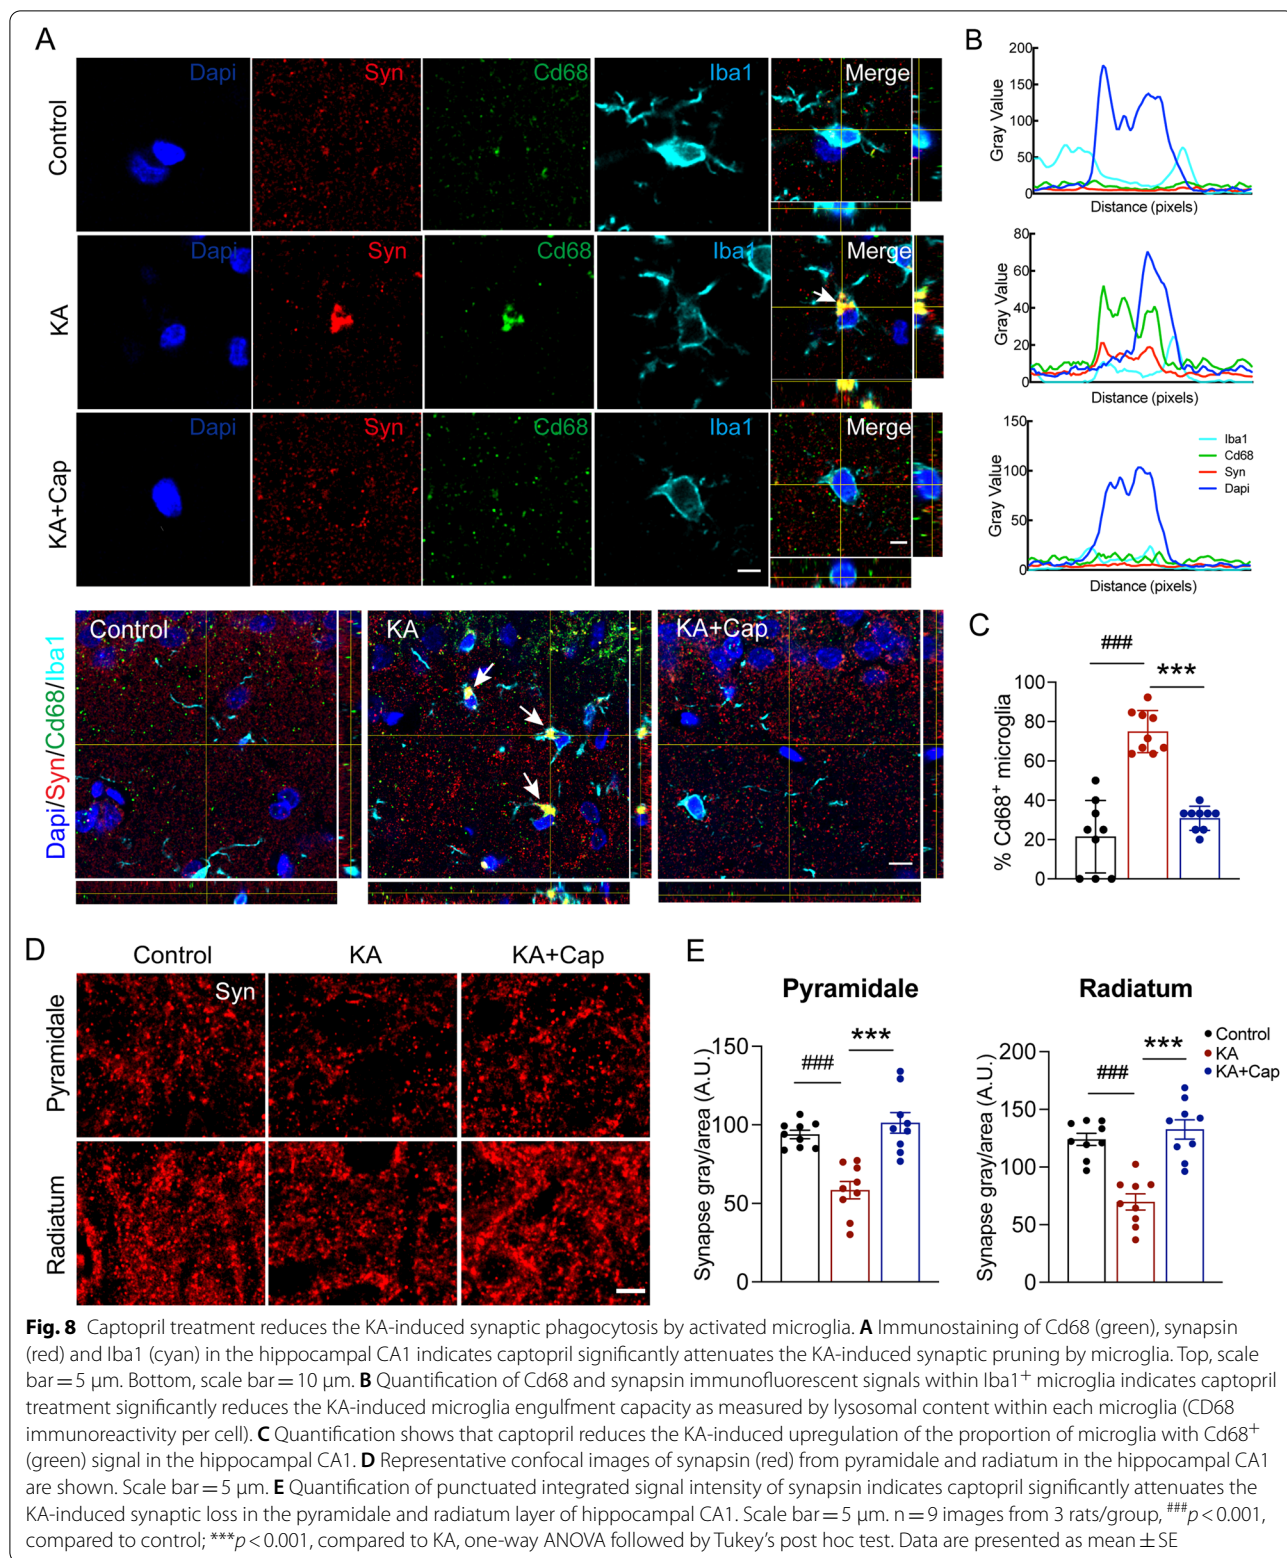 A
Dapi
Syn
Cd68
Iba1
Merge
Control
Dapi
Syn
Cd68
Iba1
Merge
KA
Dapi
Syn
Cd68
Iba1
Merge
KA+Cap
Dapi/Syn/Cd68/Iba1
Control
KA
KA+Cap
B
200
150
100
50
0
Gray Value
Distance (pixels)
80
60
40
20
0
Gray Value
Distance (pixels)
150
100
50
0
Gray Value
Iba1
Cd68
Syn
Dapi
Distance (pixels)
C
###
***
100
80
60
40
20
0
% Cd68+ microglia
D
Control
KA
KA+Cap
Syn
Pyramidale
Radiatum
E
Pyramidale
150
100
50
0
Synapse gray/area (A.U.)
###
***
Radiatum
200
150
100
50
0
Synapse gray/area (A.U.)
###
***
Control
KA
KA+Cap
Fig. 8 Captopril treatment reduces the KA-induced synaptic phagocytosis by activated microglia. A Immunostaining of Cd68 (green), synapsin
(red) and Iba1 (cyan) in the hippocampal CA1 indicates captopril significantly attenuates the KA-induced synaptic pruning by microglia. Top, scale
bar = 5 µm. Bottom, scale bar = 10 µm. B Quantification of Cd68 and synapsin immunofluorescent signals within Iba1+ microglia indicates captopril
treatment significantly reduces the KA-induced microglia engulfment capacity as measured by lysosomal content within each microglia (CD68
immunoreactivity per cell). C Quantification shows that captopril reduces the KA-induced upregulation of the proportion of microglia with Cd68+
(green) signal in the hippocampal CA1. D Representative confocal images of synapsin (red) from pyramidale and radiatum in the hippocampal CA1
are shown. Scale bar = 5 µm. E Quantification of punctuated integrated signal intensity of synapsin indicates captopril significantly attenuates the
KA-induced synaptic loss in the pyramidale and radiatum layer of hippocampal CA1. Scale bar = 5 µm. n = 9 images from 3 rats/group, ###p < 0.001,
compared to control; ***p < 0.001, compared to KA, one-way ANOVA followed by Tukey's post hoc test. Data are presented as mean ± SE